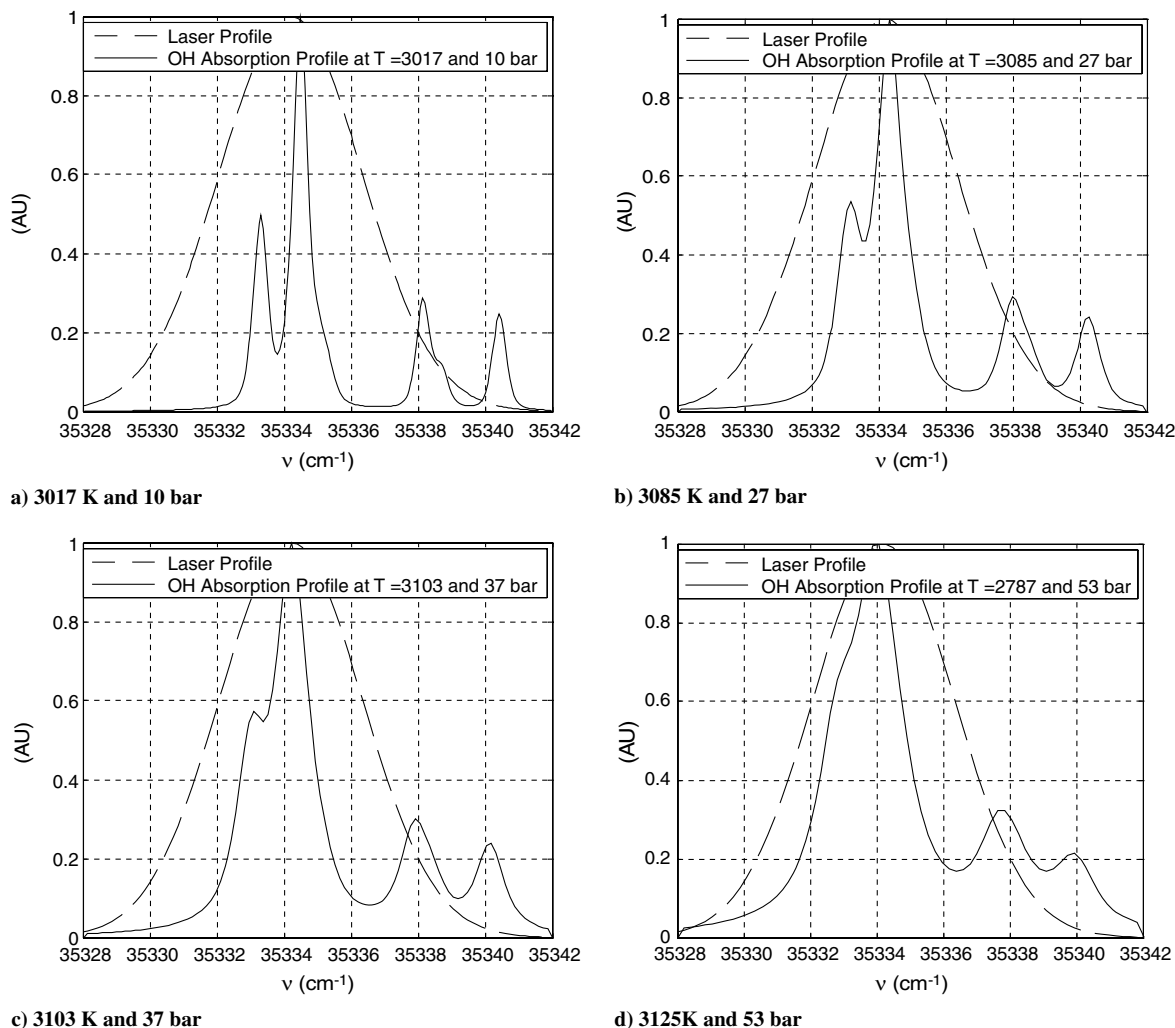 1
0.8
0.6
0.4
0.2
0
(AU)
Laser Profile
OH Absorption Profile at T =3017 and 10 bar
35328 35330 35332 35334 35336 35338 35340 35342
ν (cm-1)
a) 3017 K and 10 bar
1
0.8
0.6
0.4
0.2
0
(AU)
Laser Profile
OH Absorption Profile at T =3085 and 27 bar
35328 35330 35332 35334 35336 35338 35340 35342
ν (cm-1)
b) 3085 K and 27 bar
1
0.8
0.6
0.4
0.2
0
(AU)
Laser Profile
OH Absorption Profile at T =3103 and 37 bar
35328 35330 35332 35334 35336 35338 35340 35342
ν (cm-1)
c) 3103 K and 37 bar
1
0.8
0.6
0.4
0.2
0
(AU)
Laser Profile
OH Absorption Profile at T =2787 and 53 bar
35328 35330 35332 35334 35336 35338 35340 35342
ν (cm-1)
d) 3125K and 53 bar